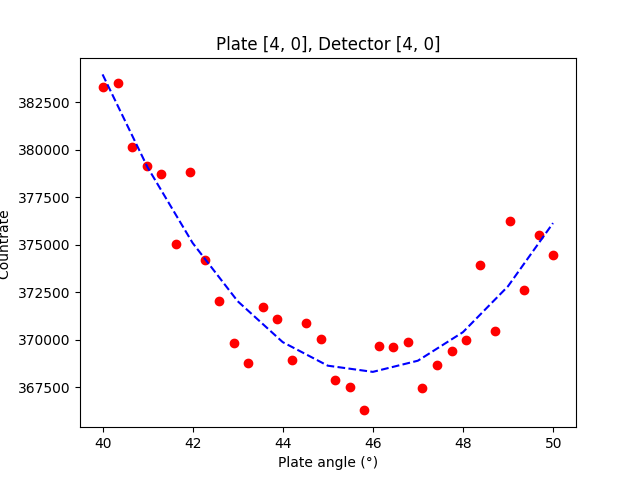 Plate [4, 0], Detector [4, 0]
382500
380000
377500
375000
372500
370000
367500
Countrate
40 42 44 46 48 50
Plate angle (°)